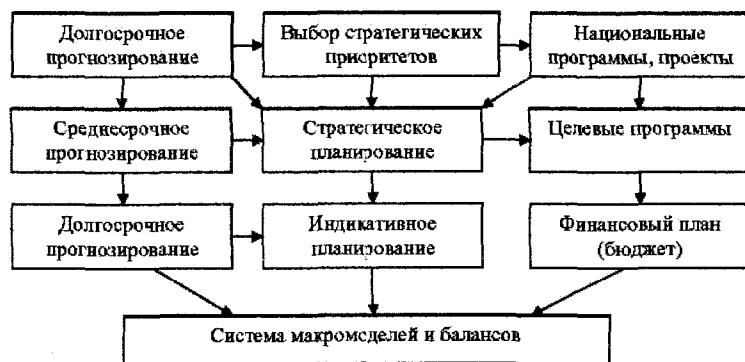 Долгосрочное
прогнозирование
Выбор стратегических
приоритетов
Национальные
программы, проекты
Среднесрочное
прогнозирование
Стратегическое
планирование
Целевые программы
Долгосрочное
прогнозирование
Индикативное
планирование
Финансовый план
(бюджет)
Система макромоделей и балансов